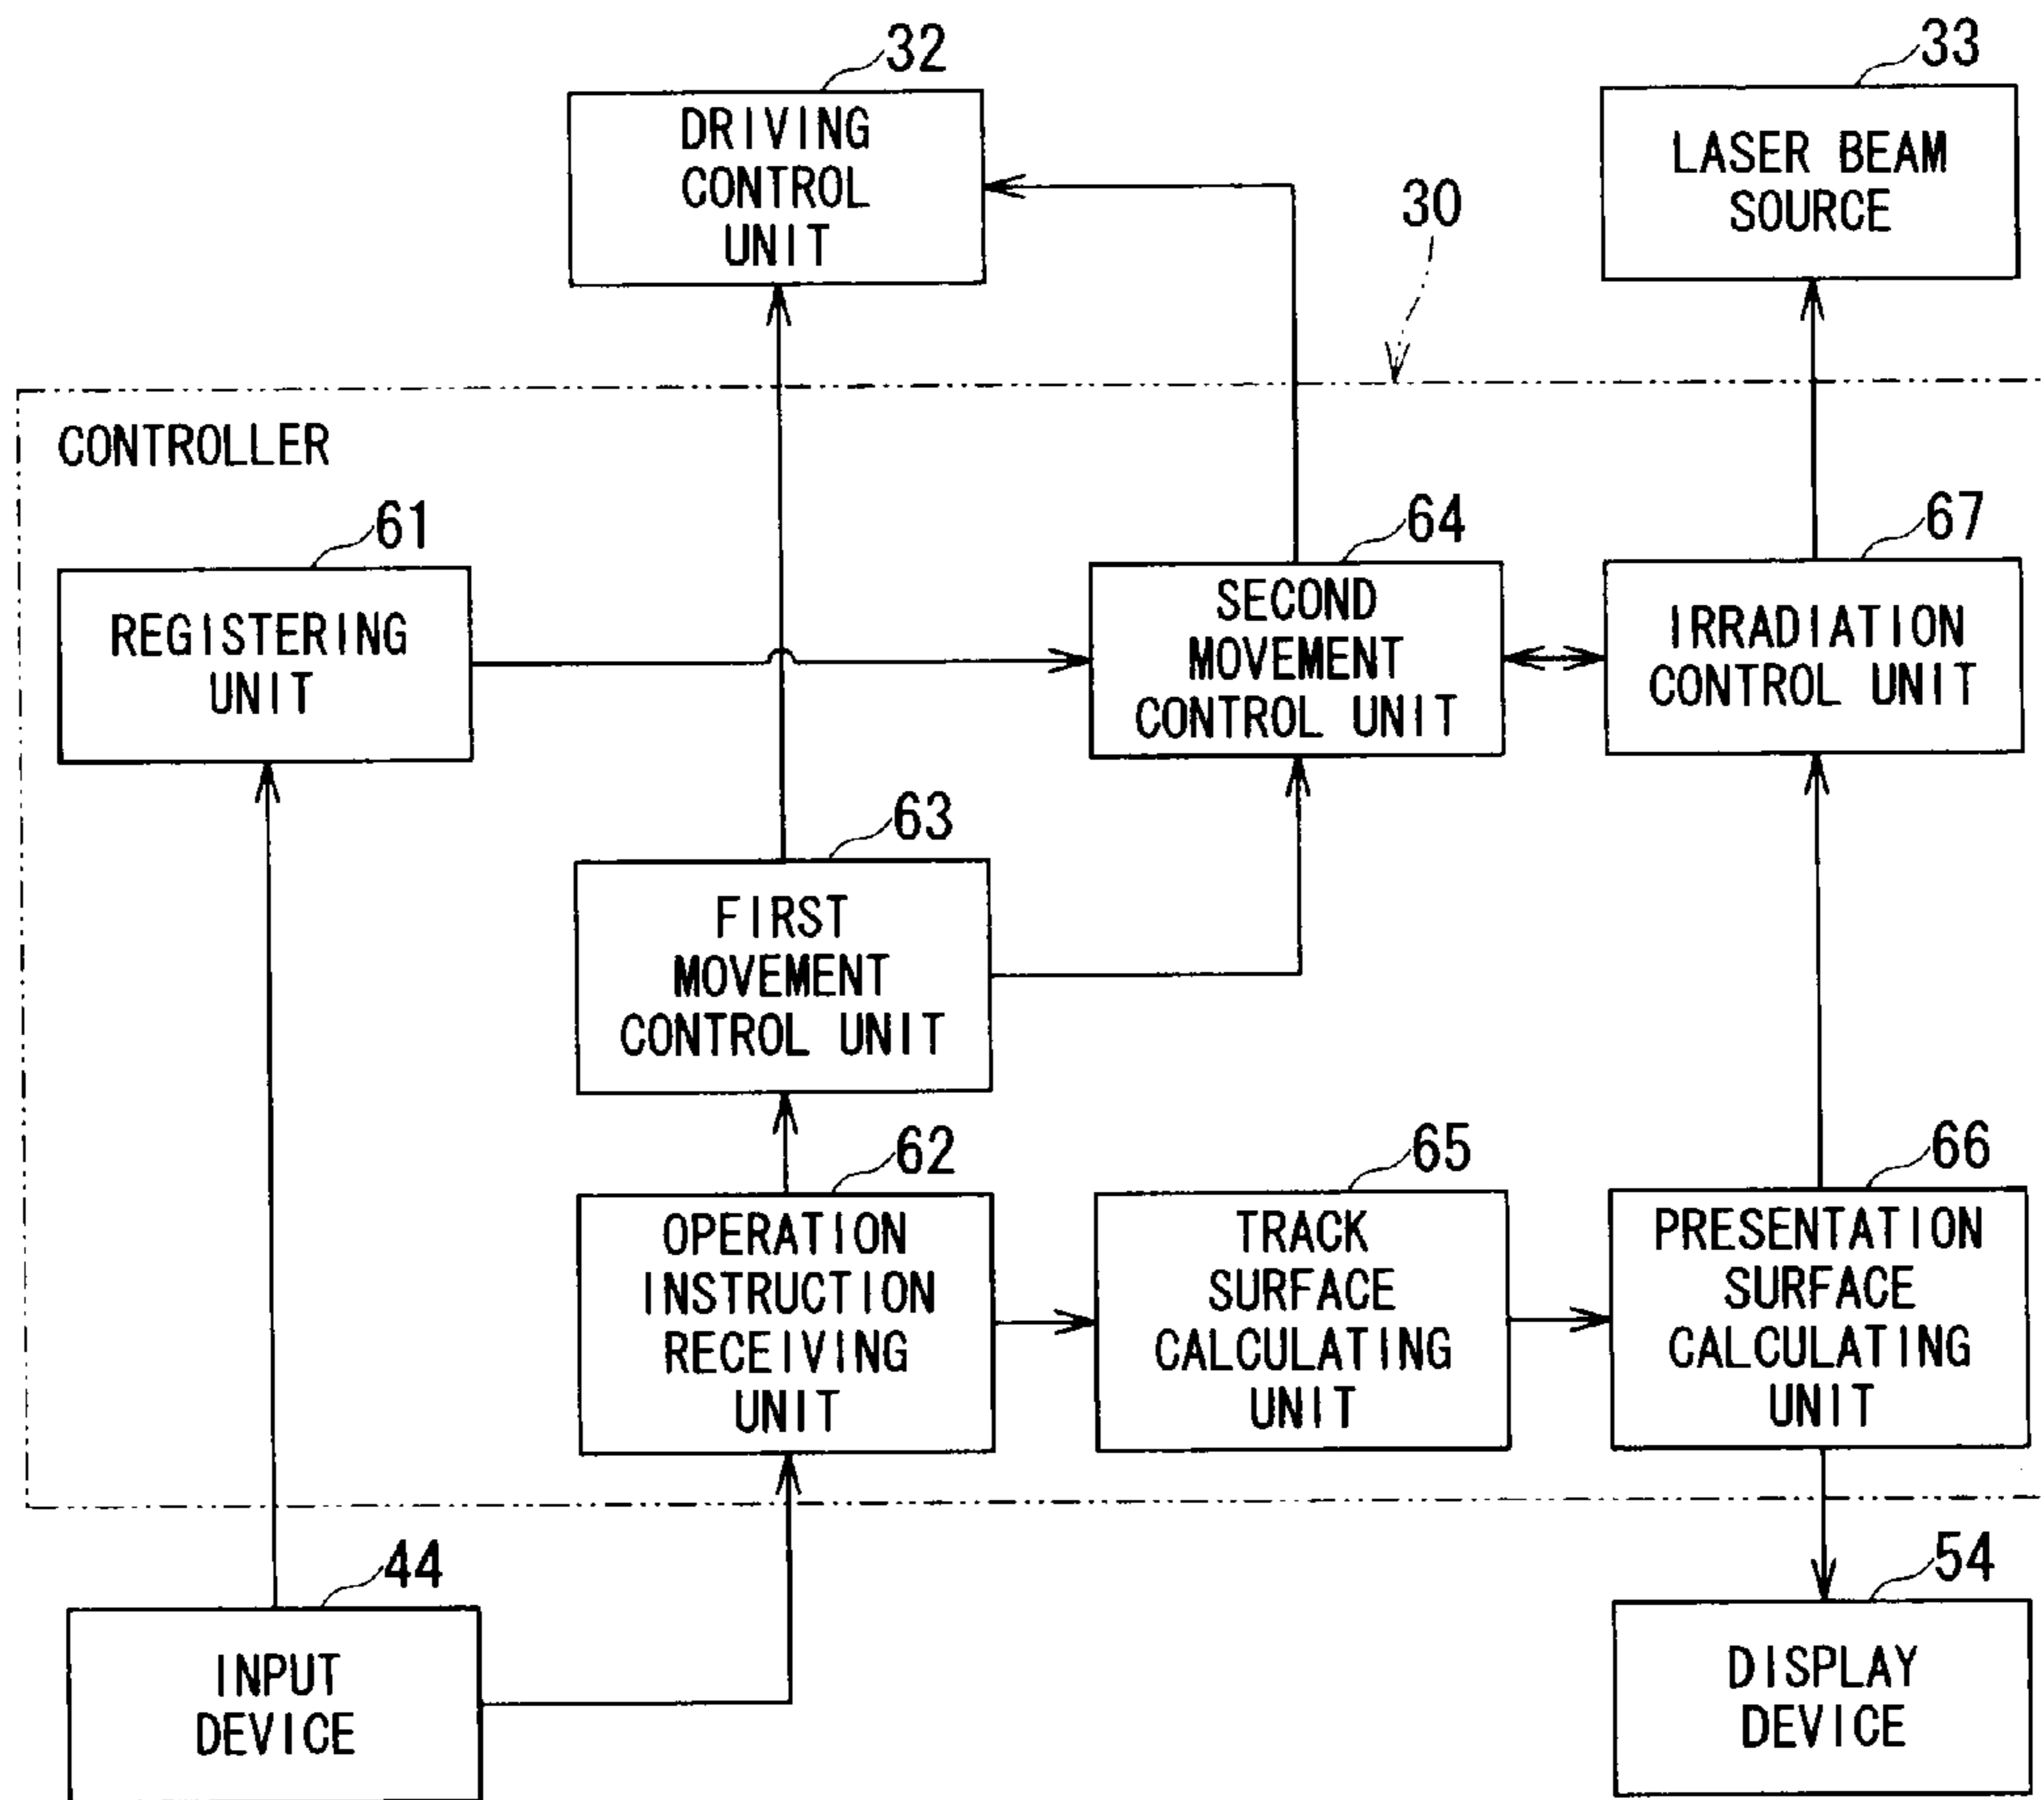 32
33
DRIVING
CONTROL
UNIT
LASER BEAM
SOURCE
30
CONTROLLER
61
64
67
REGISTERING
UNIT
SECOND
MOVEMENT
CONTROL UNIT
IRRADIATION
CONTROL UNIT
63
FIRST
MOVEMENT
CONTROL UNIT
62
65
66
OPERATION
INSTRUCTION
RECEIVING
UNIT
TRACK
SURFACE
CALCULATING
UNIT
PRESENTATION
SURFACE
CALCULATING
UNIT
44
54
INPUT
DEVICE
DISPLAY
DEVICE